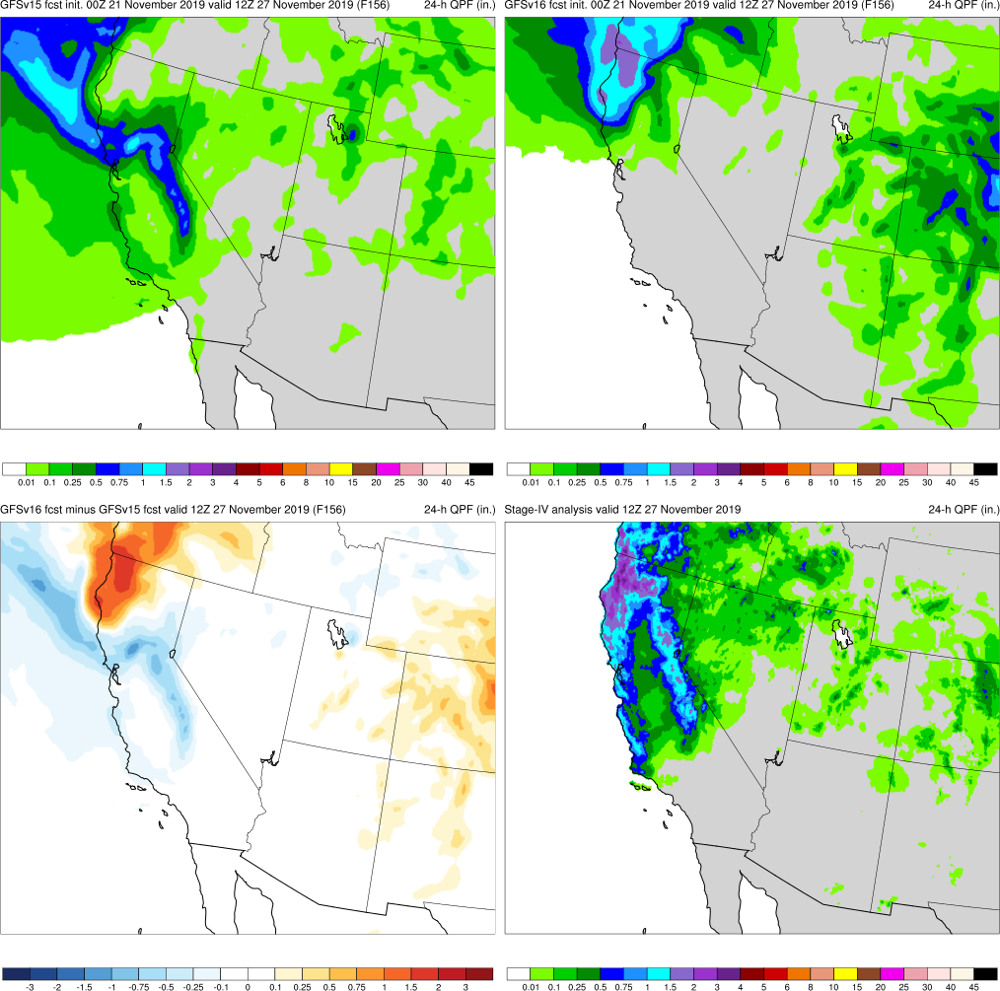 GFSv15 fcst init. 00Z 21 November 2019 valid 12Z 27 November 2019 (F156) 24-h QPF (in.)
GFSv16 fcst init. 00Z 21 November 2019 valid 12Z 27 November 2019 (F156) 24-h QPF (in.)
0.01 0.1 0.25 0.5 0.75 1 1.5 2 3 4 5 6 8 10 15 20 25 30 40 45
0.01 0.1 0.25 0.5 0.75 1 1.5 2 3 4 5 6 8 10 15 20 25 30 40 45
GFSv16 fcst minus GFSv15 fcst valid 12Z 27 November 2019 (F156) 24-h QPF (in.)
Stage-IV analysis valid 12Z 27 November 2019 24-h QPF (in.)
-3 -2 -1.5 -1 -0.75 -0.5 -0.25 -0.1 0 0.1 0.25 0.5 0.75 1 1.5 2 3
0.01 0.1 0.25 0.5 0.75 1 1.5 2 3 4 5 6 8 10 15 20 25 30 40 45